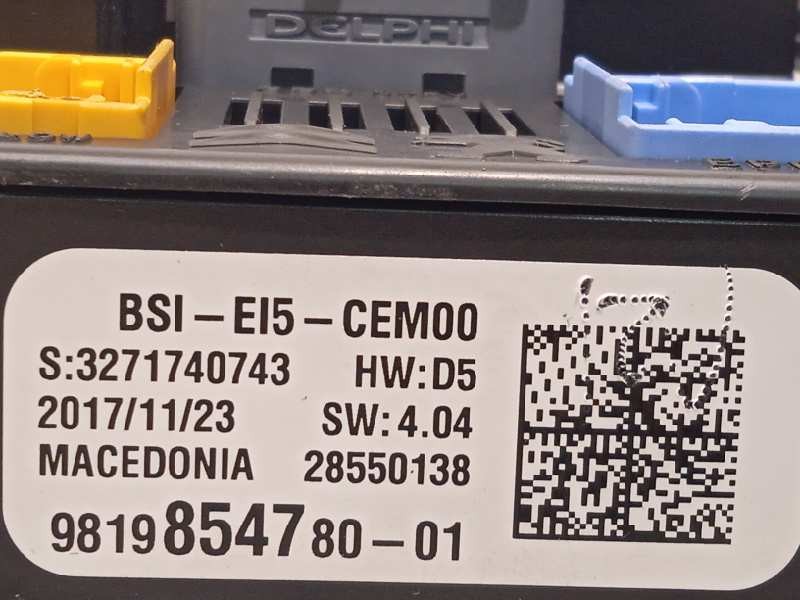 DELPHI
BSI-EI5-CEM00
S:3271740743 HW:D5
2017/11/23 SW:4.04
MACEDONIA 28550138
9819854780-01